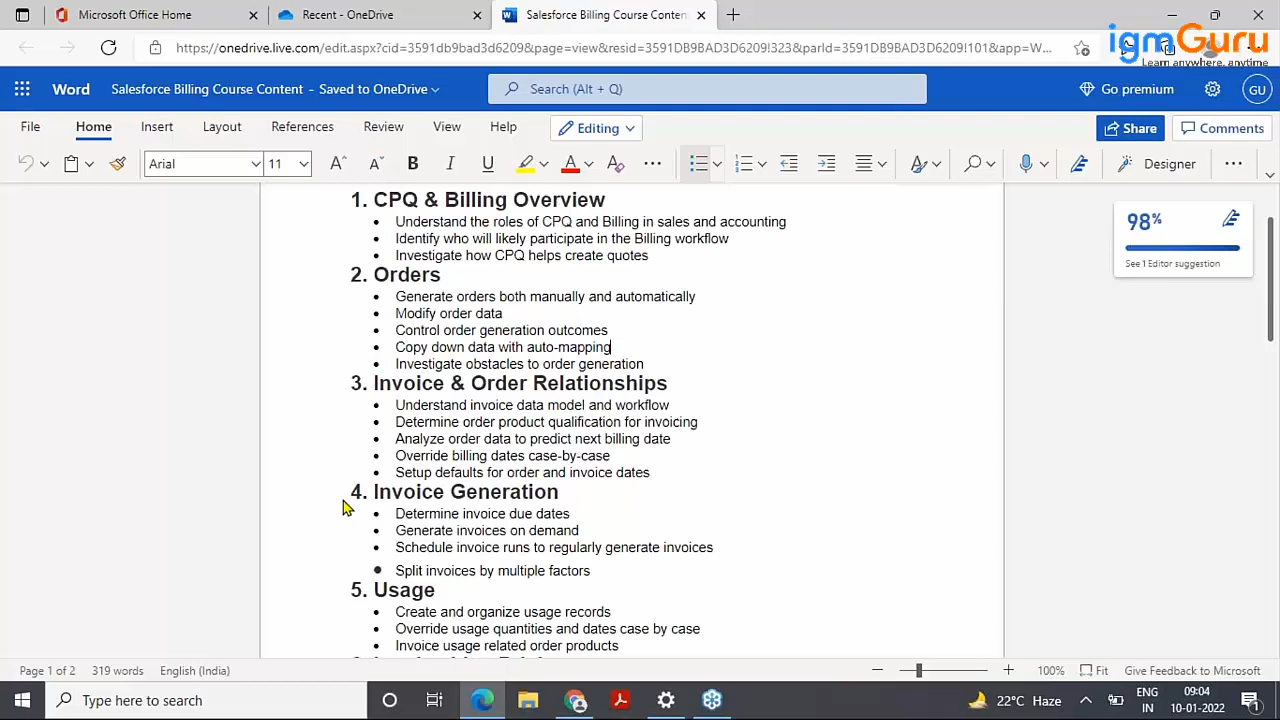 Microsoft Office Home
Recent - OneDrive
Salesforce Billing Course Conten
https://onedrive.live.com/edit.aspx?cid=3591db9bad3d6209&page=view&resid=3591DB9BAD3D6209!323&parId=3591DB9BAD3D6209!101&app=W...
igmGuru
Learn anywhere, anytime
Word
Salesforce Billing Course Content - Saved to OneDrive
Search (Alt + Q)
Go premium
GU
File
Home
Insert
Layout
References
Review
View
Help
Editing
Share
Comments
Arial
11
Designer
1. CPQ & Billing Overview
• Understand the roles of CPQ and Billing in sales and accounting
• Identify who will likely participate in the Billing workflow
• Investigate how CPQ helps create quotes
2. Orders
• Generate orders both manually and automatically
• Modify order data
• Control order generation outcomes
• Copy down data with auto-mapping
• Investigate obstacles to order generation
3. Invoice & Order Relationships
• Understand invoice data model and workflow
• Determine order product qualification for invoicing
• Analyze order data to predict next billing date
• Override billing dates case-by-case
• Setup defaults for order and invoice dates
4. Invoice Generation
• Determine invoice due dates
• Generate invoices on demand
• Schedule invoice runs to regularly generate invoices
• Split invoices by multiple factors
5. Usage
• Create and organize usage records
• Override usage quantities and dates case by case
• Invoice usage related order products
98%
See 1 Editor suggestion
Page 1 of 2
319 words
English (India)
100%
Fit
Give Feedback to Microsoft
Type here to search
22°C Haze
ENG
IN
09:04
10-01-2022
1